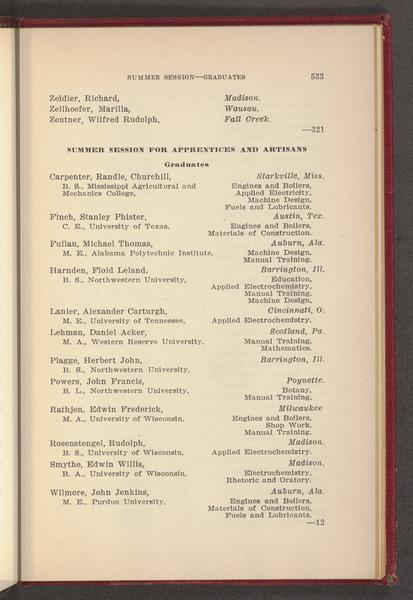 SUMMER SESSION—GRADUATES 533
Zeidler, Richard, Madison.
Zellhoefer, Marilla, Wausau.
Zentner, Wilfred Rudolph, Fall Creek.
—321
SUMMER SESSION FOR APPRENTICES AND ARTISANS
Graduates
Carpenter, Randle, Churchill, Starkville, Miss.
B. S., Mississippi Agricultural and Engines and Boilers,
Mechanics College, Applied Electricity,
Machine Design,
Fuels and Lubricants.
Finch, Stanley Phister, Austin, Tex.
C. E., University of Texas, Engines and Boilers,
Materials of Construction.
Fullan, Michael Thomas, Auburn, Ala.
M. E., Alabama Polytechnic Institute, Machine Design,
Manual Training.
Harnden, Floid Leland, Barrington, Ill.
B. S., Northwestern University, Education,
Applied Electrochemistry,
Manual Training,
Machine Design,
Lanier, Alexander Carturgh, Cincinnati, O.
M. E., University of Tennessee, Applied Electrochemistry.
Lehman, Daniel Acker, Scotland, Pa.
M. A., Western Reserve University, Manual Training,
Mathematics.
Plagge, Herbert John, Barrington, Ill.
B. S., Northwestern University.
Powers, John Francis, Poynette.
B. L., Northwestern University, Botany,
Manual Training,
Rathjen, Edwin Frederick, Milwaukee
M. A., University of Wisconsin, Engines and Boilers,
Shop Work,
Manual Training.
Rosenstengel, Rudolph, Madison.
B. S., University of Wisconsin, Applied Electrochemistry.
Smythe, Edwin Willis, Madison.
B. A., University of Wisconsin, Electrochemistry,
Rhetoric and Oratory.
Wilmore, John Jenkins, Auburn, Ala.
M. E., Purdue University, Engines and Boilers,
Materials of Construction,
Fuels and Lubricants,
—12